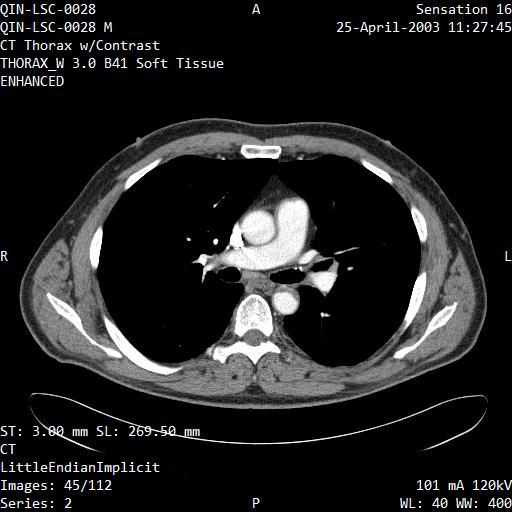 QIN-LSC-0028
A
Sensation 16
QIN-LSC-0028 M
25-April-2003 11:27:45
CT Thorax w/Contrast
THORAX_W 3.0 B41 Soft Tissue
ENHANCED
R
L
ST: 3.00 mm SL: 269.50 mm
CT
LittleEndianImplicit
Images: 45/112
101 mA 120kV
Series: 2
P
WL: 40 WW: 400